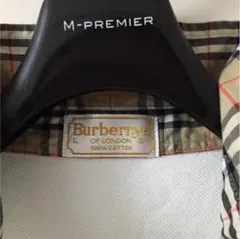 M-PREMIER
Burberrys
L OF LONDON
100% COTTON